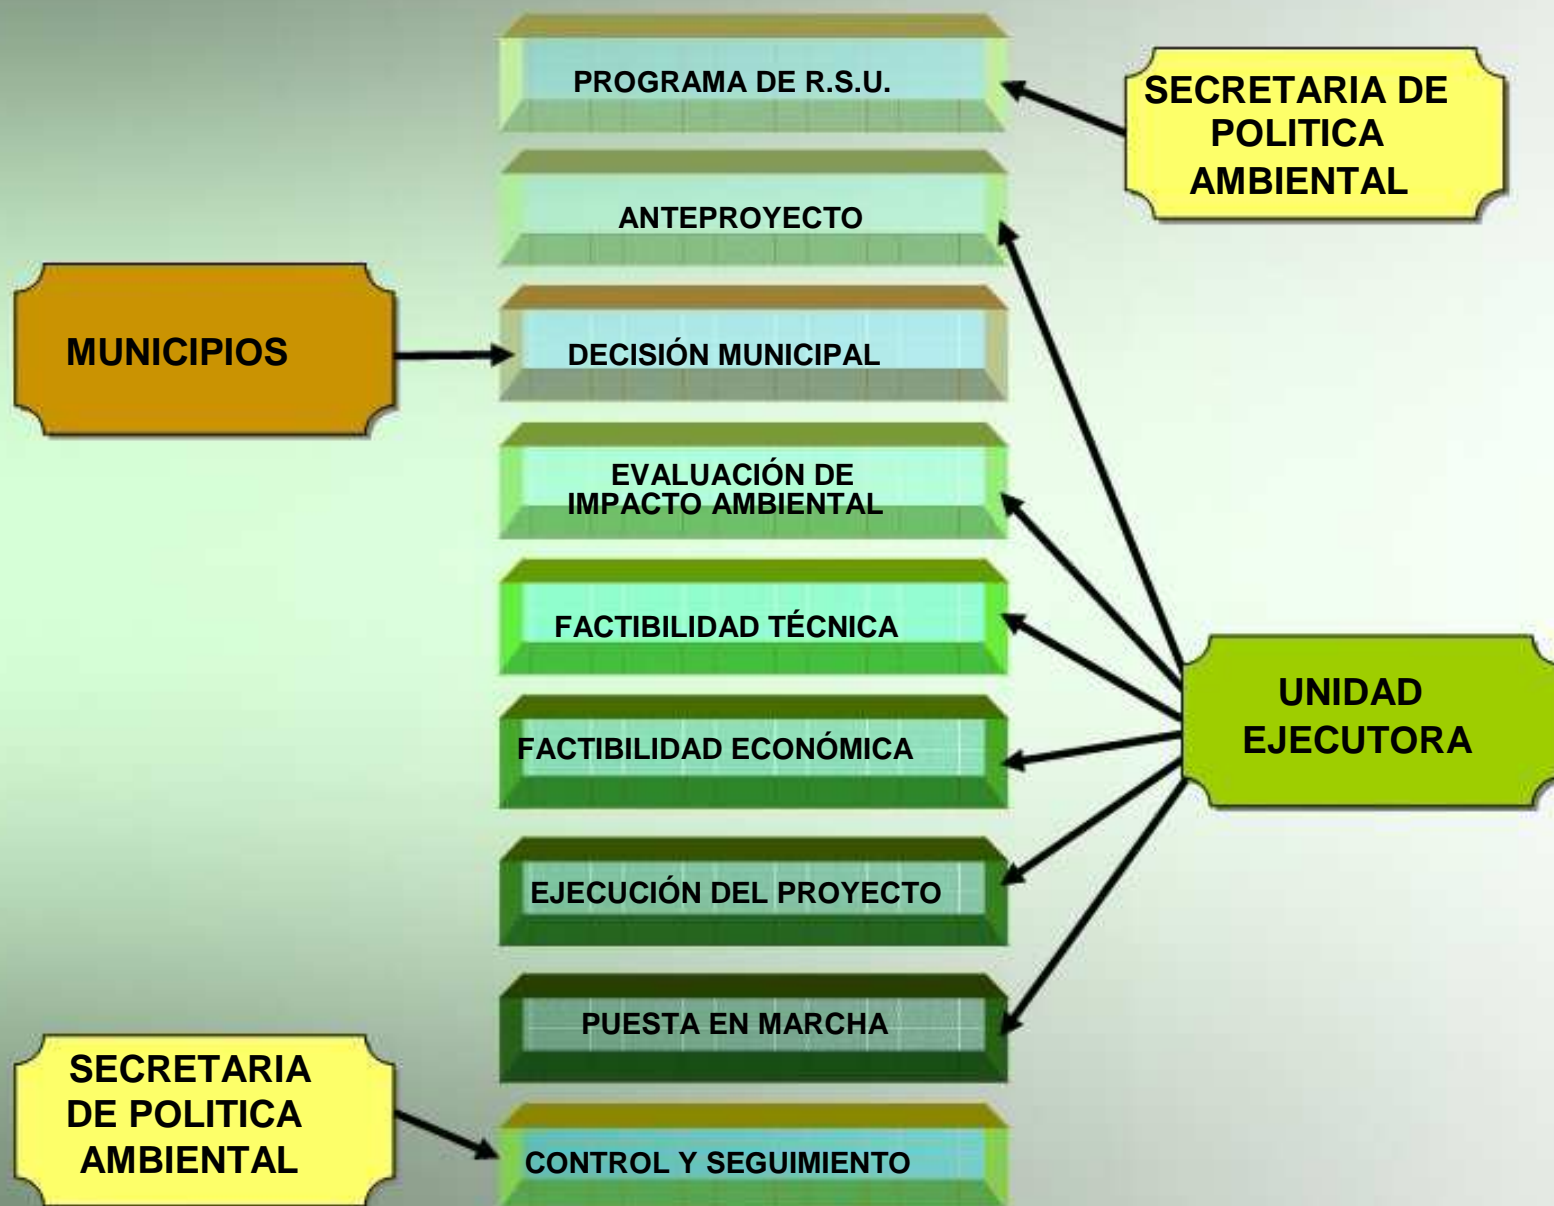 PROGRAMA DE R.S.U.
SECRETARIA DE
POLITICA
AMBIENTAL
ANTEPROYECTO
MUNICIPIOS
DECISIÓN MUNICIPAL
EVALUACIÓN DE
IMPACTO AMBIENTAL
FACTIBILIDAD TÉCNICA
UNIDAD
EJECUTORA
FACTIBILIDAD ECONÓMICA
EJECUCIÓN DEL PROYECTO
PUESTA EN MARCHA
SECRETARIA
DE POLITICA
AMBIENTAL
CONTROL Y SEGUIMIENTO